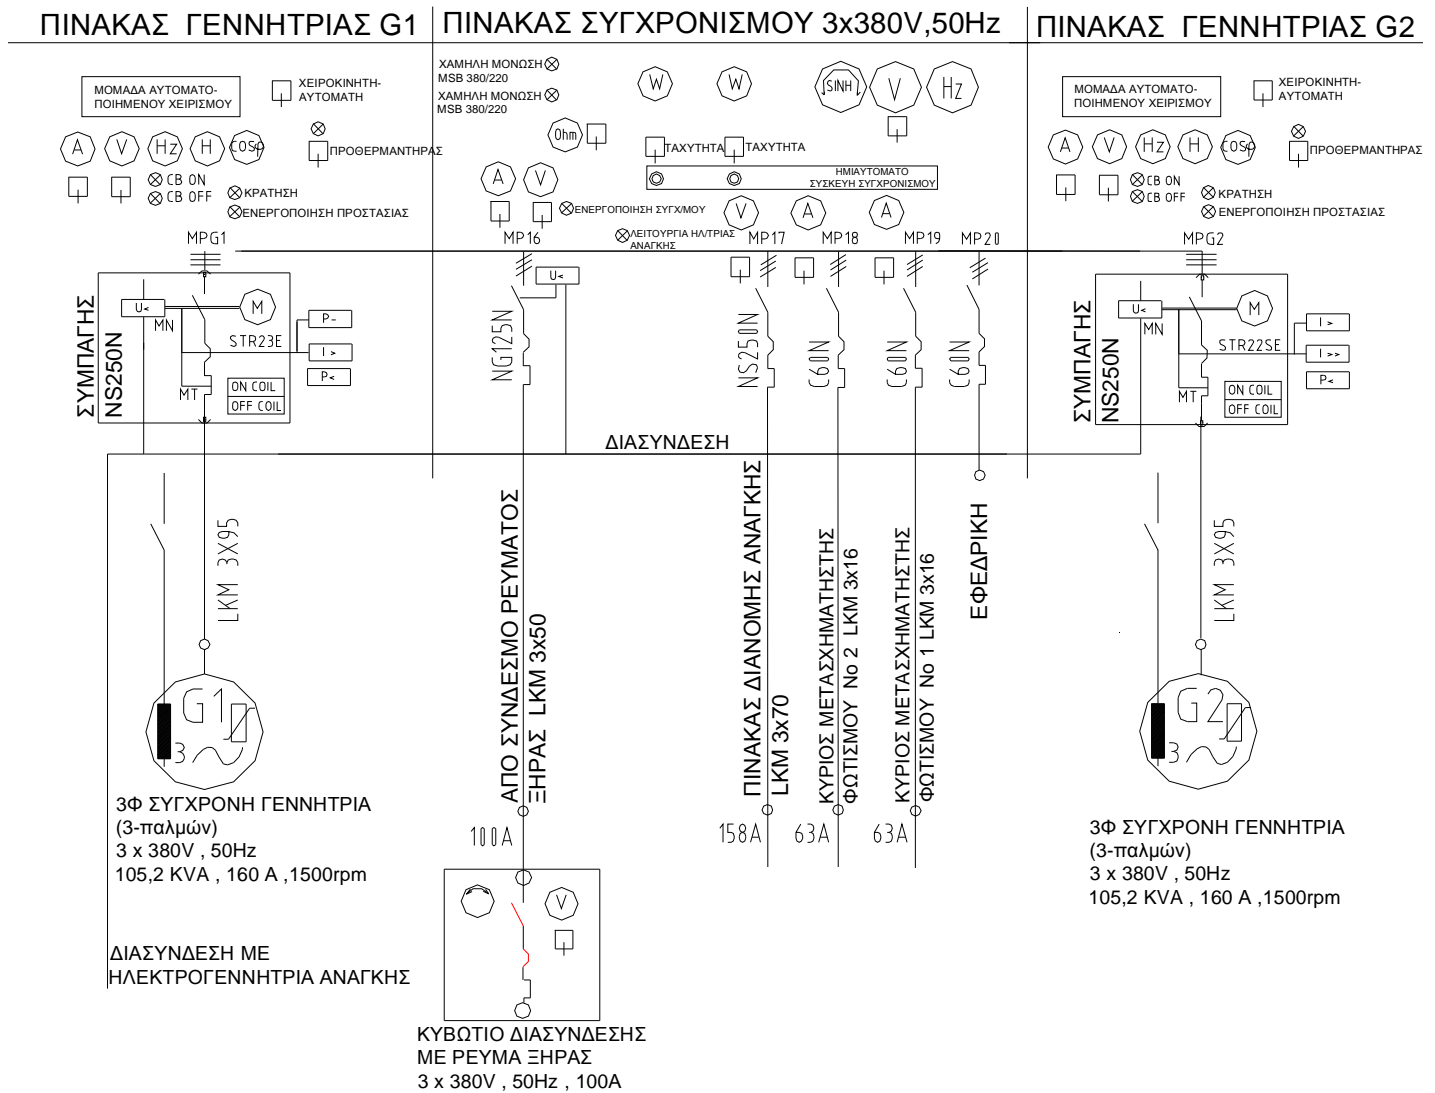 ΠΙΝΑΚΑΣ ΓΕΝΝΗΤΡΙΑΣ G1
ΠΙΝΑΚΑΣ ΣΥΓΧΡΟΝΙΣΜΟΥ 3x380V,50Hz
ΠΙΝΑΚΑΣ ΓΕΝΝΗΤΡΙΑΣ G2
ΜΟΜΑΔΑ ΑΥΤΟΜΑΤΟ-
ΠΟΙΗΜΕΝΟΥ ΧΕΙΡΙΣΜΟΥ
ΧΕΙΡΟΚΙΝΗΤΗ-
ΑΥΤΟΜΑΤΗ
A
V
Hz
H
cosφ
ΠΡΟΘΕΡΜΑΝΤΗΡΑΣ
CB ON
CB OFF
ΚΡΑΤΗΣΗ
ΕΝΕΡΓΟΠΟΙΗΣΗ ΠΡΟΣΤΑΣΙΑΣ
MPG1
ΣΥΜΠΑΓΗΣ
NS250N
U<
MN
M
STR23E
P-
I >
P<
MT
ON COIL
OFF COIL
LKM 3X95
G1
3
3Φ ΣΥΓΧΡΟΝΗ ΓΕΝΝΗΤΡΙΑ
(3-παλμών)
3 x 380V , 50Hz
105,2 KVA , 160 A ,1500rpm
ΔΙΑΣΥΝΔΕΣΗ ΜΕ
ΗΛΕΚΤΡΟΓΕΝΝΗΤΡΙΑ ΑΝΑΓΚΗΣ
ΧΑΜΗΛΗ ΜΟΝΩΣΗ
MSB 380/220
ΧΑΜΗΛΗ ΜΟΝΩΣΗ
MSB 380/220
Ohm
W
W
SINH
V
Hz
ΤΑΧΥΤΗΤΑ
ΤΑΧΥΤΗΤΑ
ΗΜΙΑΥΤΟΜΑΤΟ
ΣΥΣΚΕΥΗ ΣΥΓΧΡΟΝΙΣΜΟΥ
A
V
V
A
A
ΕΝΕΡΓΟΠΟΙΗΣΗ ΣΥΓΧ/ΜΟΥ
ΛΕΙΤΟΥΡΓΙΑ ΗΛ/ΤΡΙΑΣ
ΑΝΑΓΚΗΣ
MP16
MP17
MP18
MP19
MP20
U<
NG125N
NS250N
C60N
C60N
C60N
ΔΙΑΣΥΝΔΕΣΗ
ΑΠΟ ΣΥΝΔΕΣΜΟ ΡΕΥΜΑΤΟΣ
ΞΗΡΑΣ LKM 3x50
ΠΙΝΑΚΑΣ ΔΙΑΝΟΜΗΣ ΑΝΑΓΚΗΣ
LKM 3x70
ΚΥΡΙΟΣ ΜΕΤΑΣΧΗΜΑΤΗΣΤΗΣ
ΦΩΤΙΣΜΟΥ No 2 LKM 3x16
ΚΥΡΙΟΣ ΜΕΤΑΣΧΗΜΑΤΗΣΤΗΣ
ΦΩΤΙΣΜΟΥ No 1 LKM 3x16
ΕΦΕΔΡΙΚΗ
100A
158A
63A
63A
V
ΚΥΒΩΤΙΟ ΔΙΑΣΥΝΔΕΣΗΣ
ΜΕ ΡΕΥΜΑ ΞΗΡΑΣ
3 x 380V , 50Hz , 100A
ΜΟΜΑΔΑ ΑΥΤΟΜΑΤΟ-
ΠΟΙΗΜΕΝΟΥ ΧΕΙΡΙΣΜΟΥ
ΧΕΙΡΟΚΙΝΗΤΗ-
ΑΥΤΟΜΑΤΗ
A
V
Hz
H
cosφ
ΠΡΟΘΕΡΜΑΝΤΗΡΑΣ
CB ON
CB OFF
ΚΡΑΤΗΣΗ
ΕΝΕΡΓΟΠΟΙΗΣΗ ΠΡΟΣΤΑΣΙΑΣ
MPG2
ΣΥΜΠΑΓΗΣ
NS250N
U<
MN
M
STR22SE
I >
I >>
P<
MT
ON COIL
OFF COIL
LKM 3X95
G2
3
3Φ ΣΥΓΧΡΟΝΗ ΓΕΝΝΗΤΡΙΑ
(3-παλμών)
3 x 380V , 50Hz
105,2 KVA , 160 A ,1500rpm